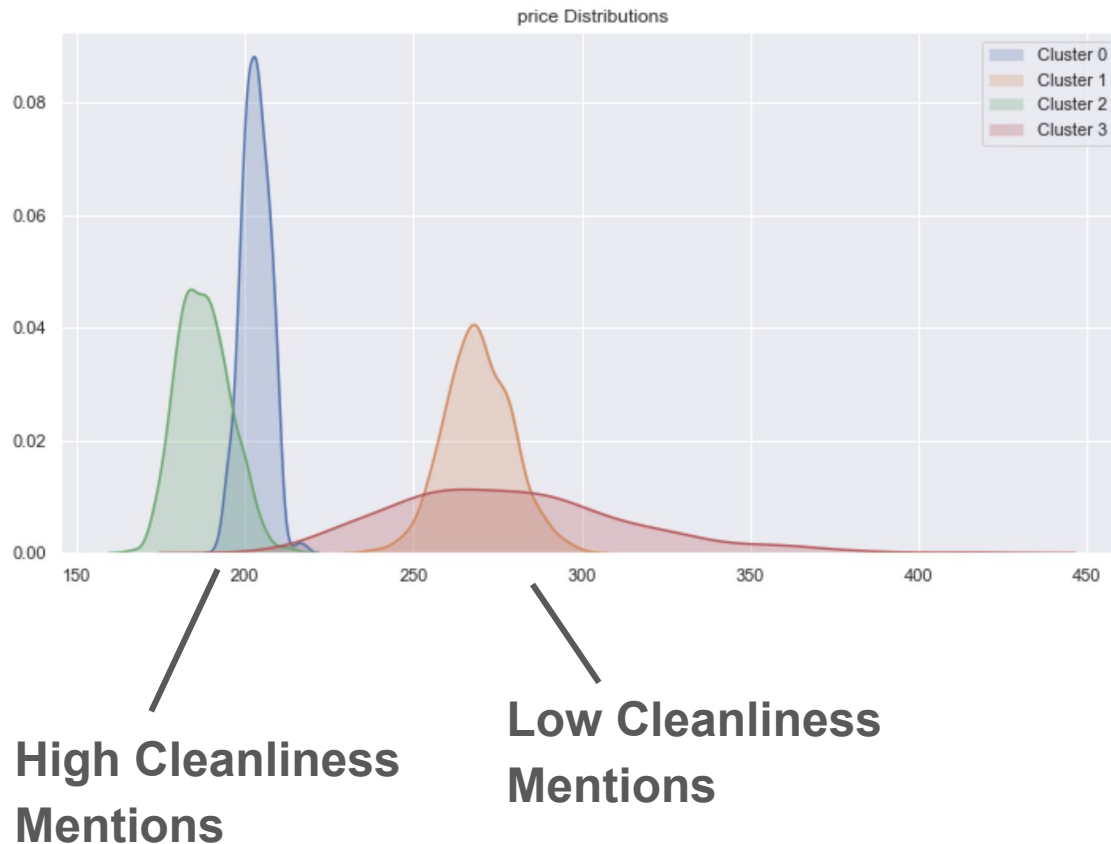 price Distributions
Cluster 0
Cluster 1
Cluster 2
Cluster 3
0.08
0.06
0.04
0.02
0.00
150 200 250 300 350 400 450
Low Cleanliness
Mentions
High Cleanliness
Mentions